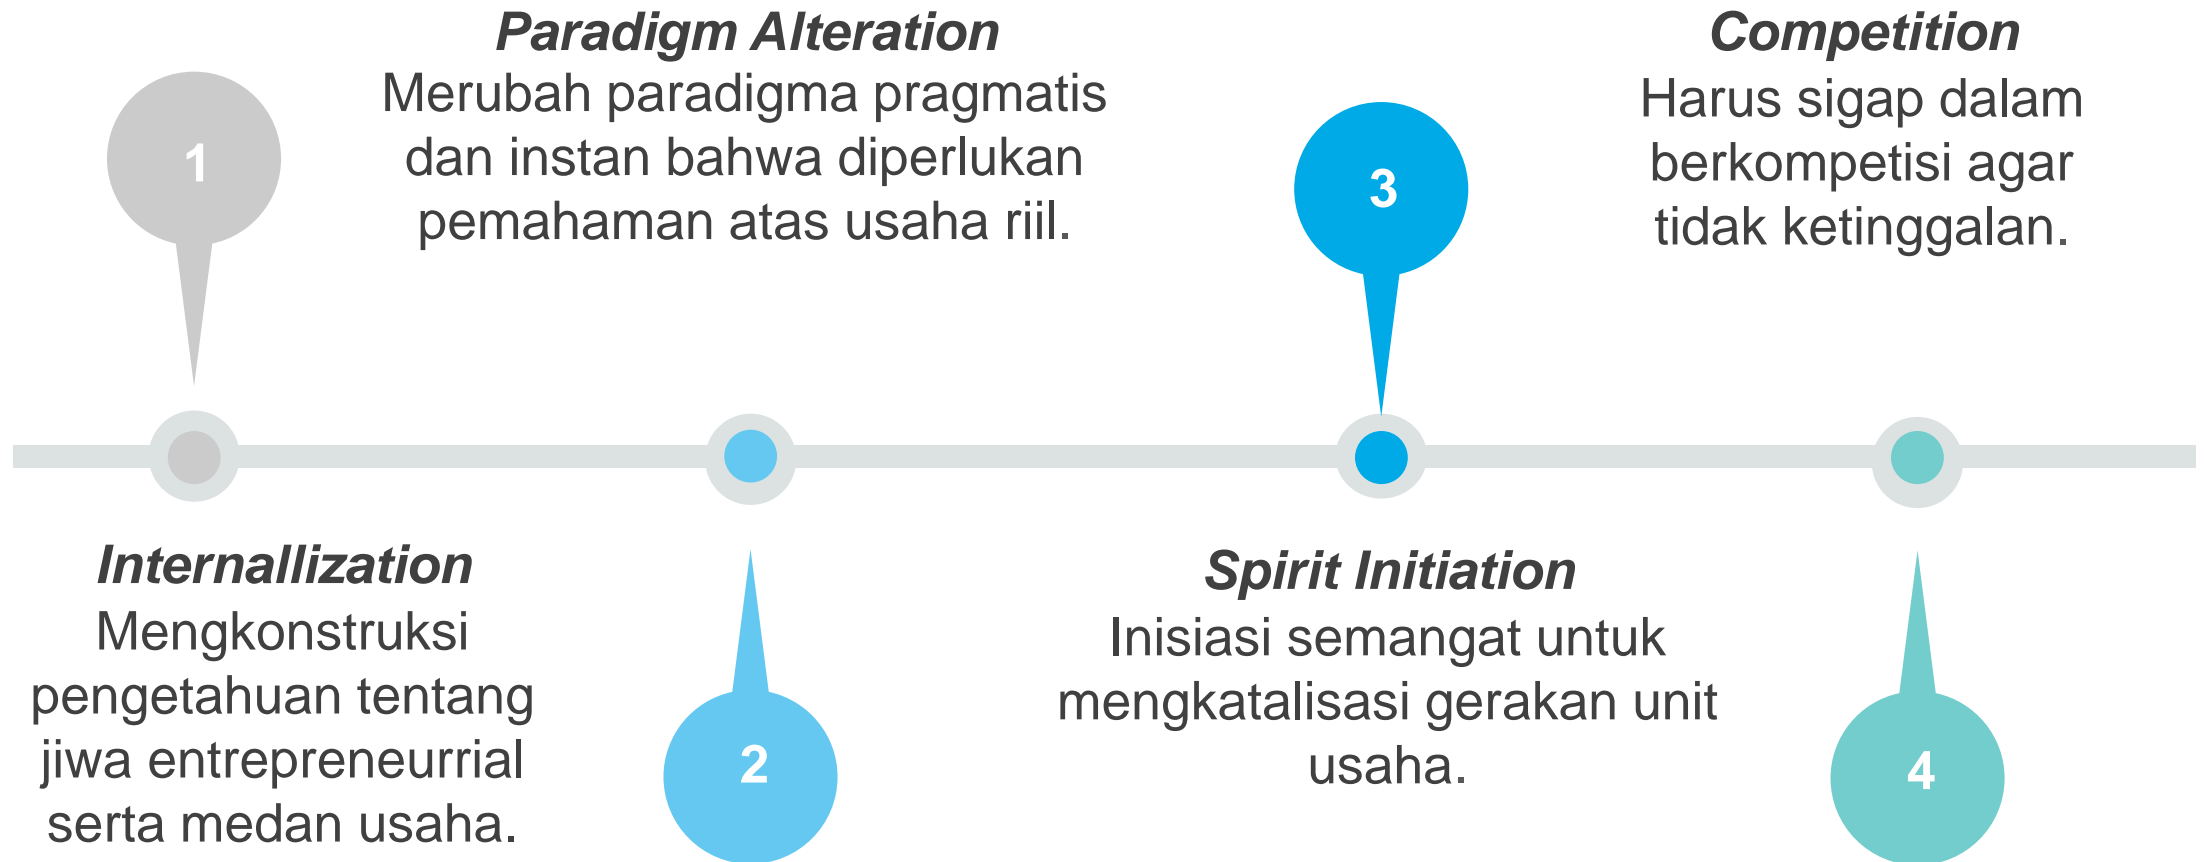 1
Internallization
Mengkonstruksi
pengetahuan tentang
jiwa entrepreneurrial
serta medan usaha.
Paradigm Alteration
Merubah paradigma pragmatis
dan instan bahwa diperlukan
pemahaman atas usaha riil.
2
3
Spirit Initiation
Inisiasi semangat untuk
mengkatalisasi gerakan unit
usaha.
Competition
Harus sigap dalam
berkompetisi agar
tidak ketinggalan.
4